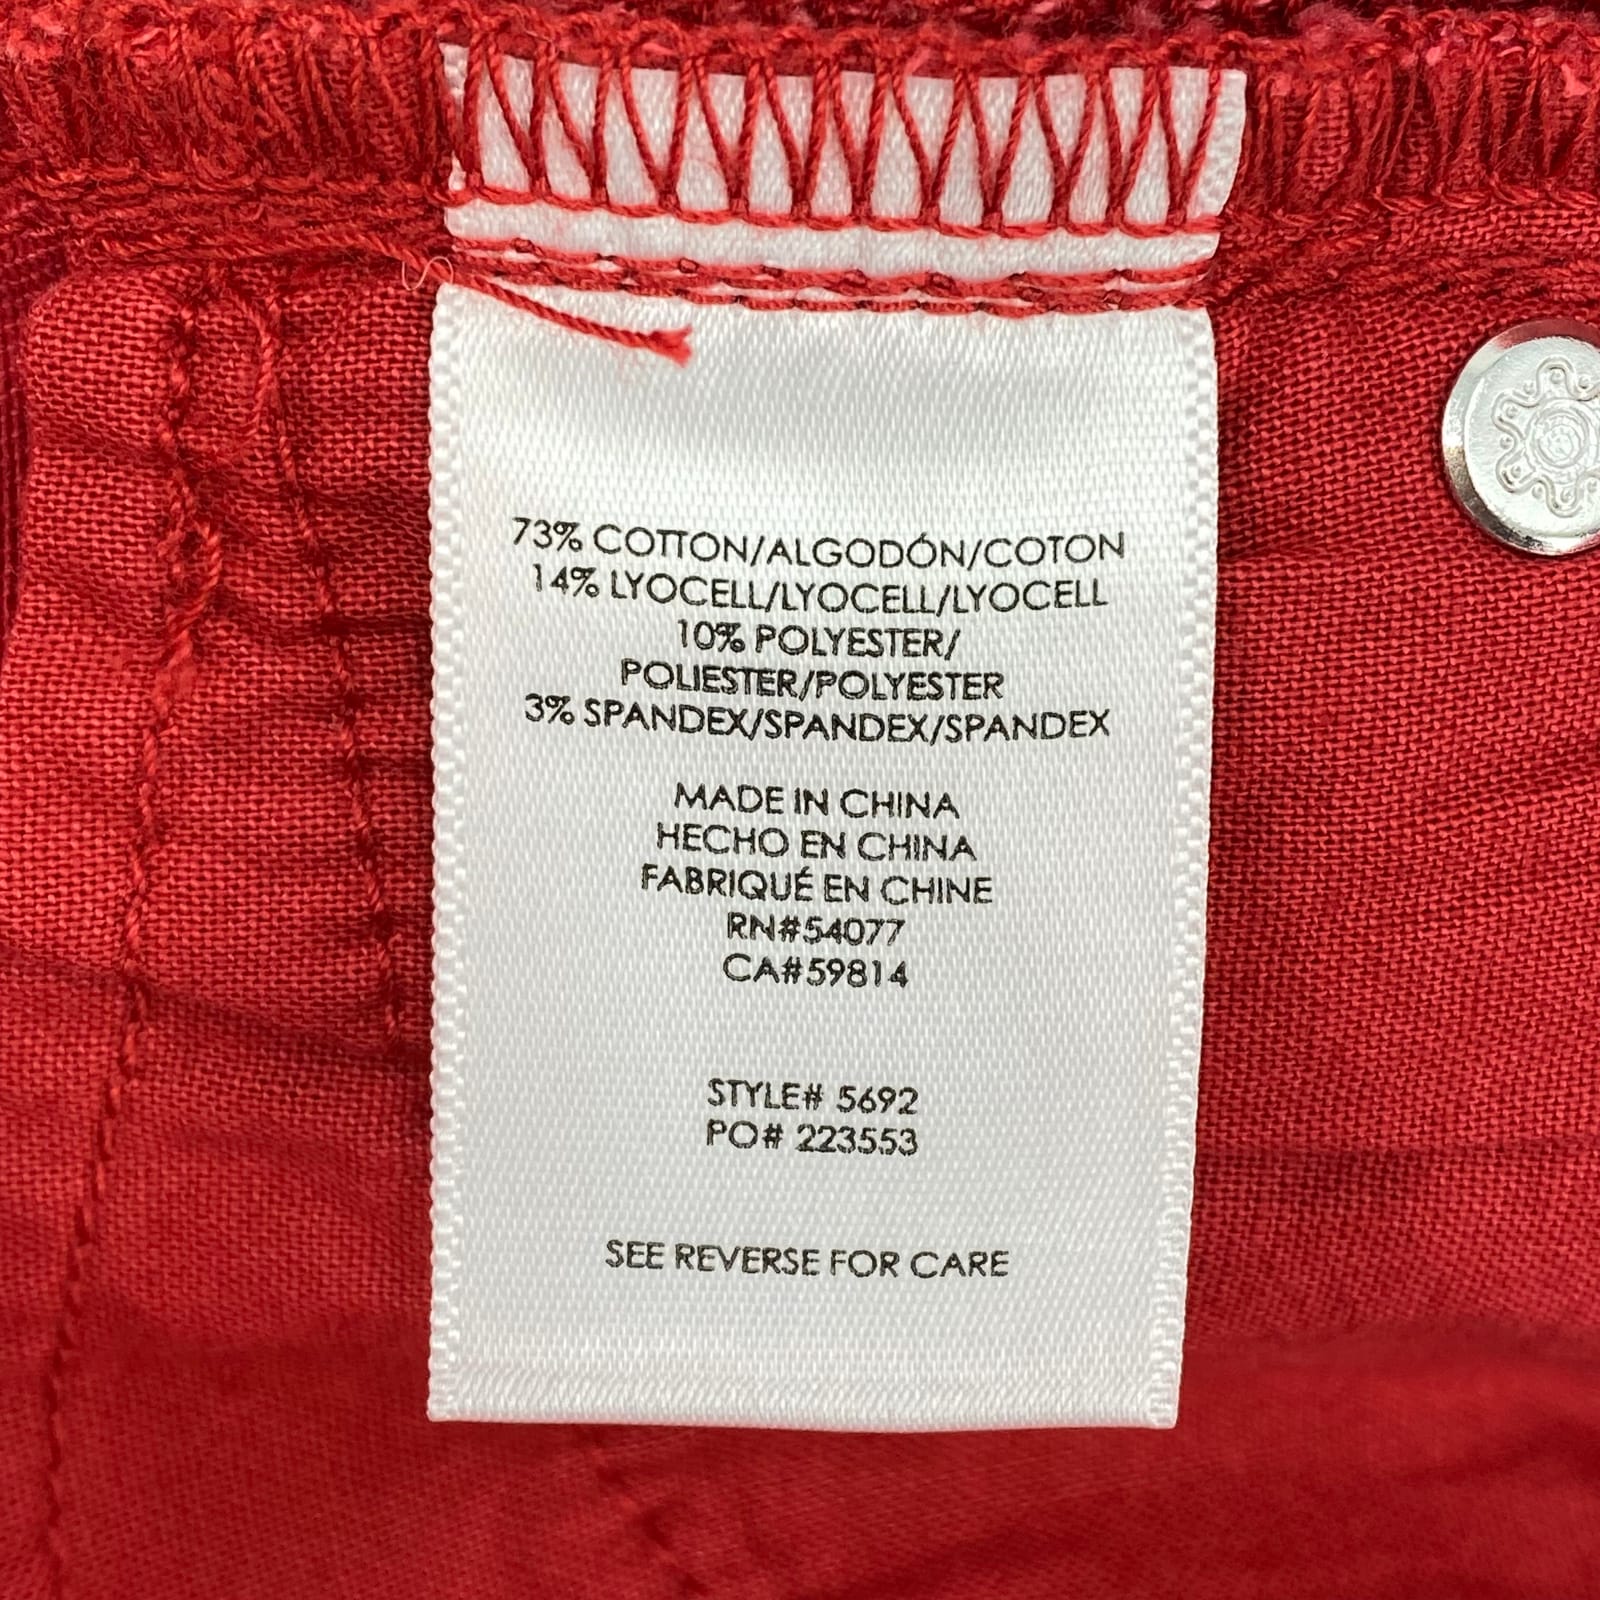 73% COTTON/ALGODÓN/COTON
14% LYOCELL/LYOCELL/LYOCELL
10% POLYESTER/
POLIESTER/POLYESTER
3% SPANDEX/SPANDEX/SPANDEX
MADE IN CHINA
HECHO EN CHINA
FABRIQUÉ EN CHINE
RN#54077
CA#59814
STYLE# 5692
PO# 223553
SEE REVERSE FOR CARE